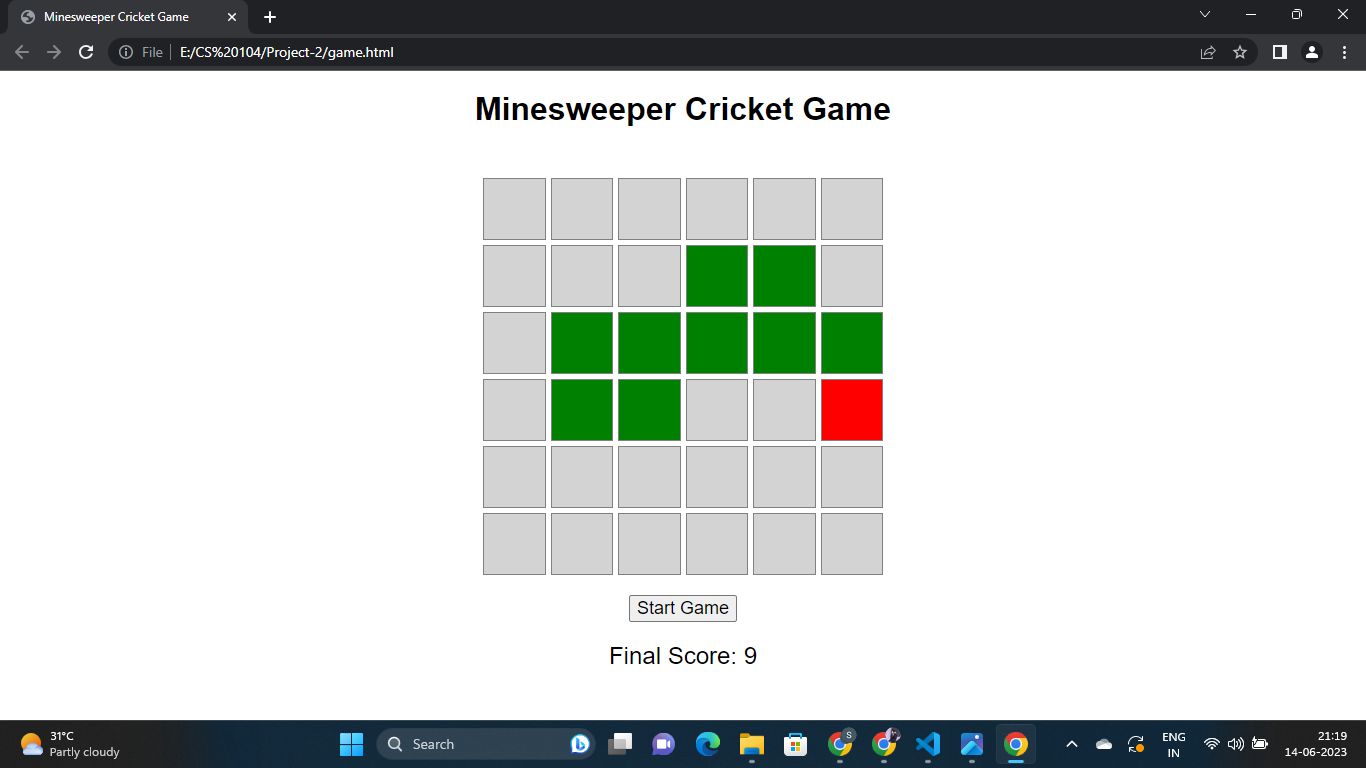 Minesweeper Cricket Game
File
E:/CS%20104/Project-2/game.html
Minesweeper Cricket Game
Start Game
Final Score: 9
31°C
Partly cloudy
Search
S
ENG
IN
21:19
14-06-2023